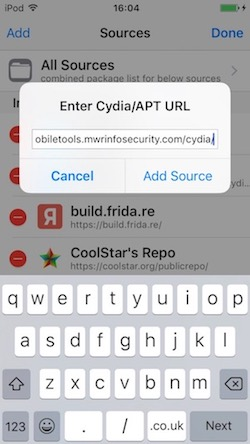 iPod 16:04
Add Sources Done
All Sources
combined package list for below sources
Enter Cydia/APT URL
obiletools.mwrinfosecurity.com/cydia/
Cancel Add Source
build.frida.re
https://build.frida.re/
CoolStar's Repo
https://coolstar.org/publicrepo/
q w e r t y u i o p
a s d f g h j k l
z x c v b n m
123 . / .co.uk Next